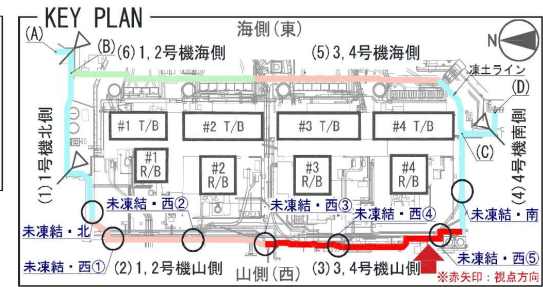 KEY PLAN
海側(東)
N
(A)
(B)
(6)1,2号機海側
(5)3,4号機海側
凍土ライン
(D)
#1 T/B
#2 T/B
#3 T/B
#4 T/B
(C)
(1)1号機北側
(4)4号機南側
#1
R/B
#2
R/B
#3
R/B
#4
R/B
未凍結・西②
未凍結・西③
未凍結・西④
未凍結・南
未凍結・北
未凍結・西①
(2)1,2号機山側
山側(西)
(3)3,4号機山側
未凍結・西⑤
※赤矢印：視点方向